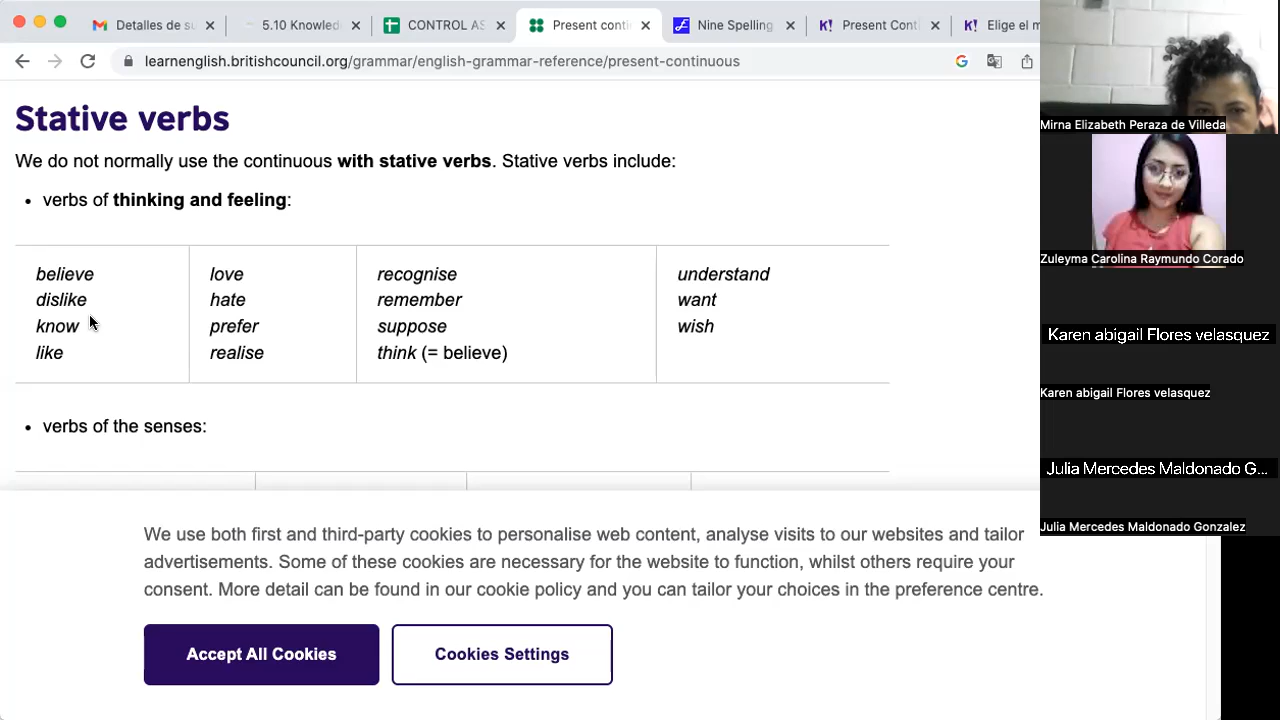 Detalles de su
5.10 Knowled
CONTROL AS
Present conti
Nine Spelling
K! Present Conti
K! Elige el m
learnenglish.britishcouncil.org/grammar/english-grammar-reference/present-continuous
Stative verbs
We do not normally use the continuous with stative verbs. Stative verbs include:
• verbs of thinking and feeling:
believe love recognise understand
dislike hate remember want
know prefer suppose wish
like realise think (= believe)
• verbs of the senses:
We use both first and third-party cookies to personalise web content, analyse visits to our websites and tailor
advertisements. Some of these cookies are necessary for the website to function, whilst others require your
consent. More detail can be found in our cookie policy and you can tailor your choices in the preference centre.
Accept All Cookies
Cookies Settings
Mirna Elizabeth Peraza de Villeda
Zuleyma Carolina Raymundo Corado
Karen abigail Flores velasquez
Karen abigail Flores velasquez
Julia Mercedes Maldonado G...
Julia Mercedes Maldonado Gonzalez